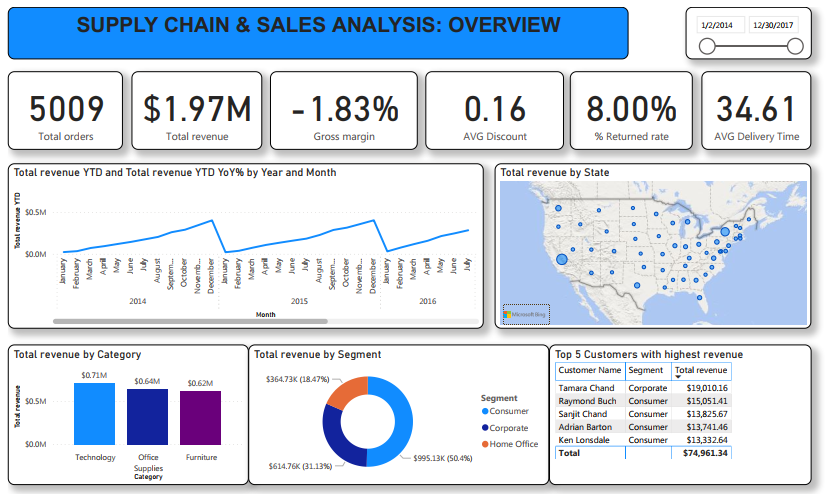 SUPPLY CHAIN & SALES ANALYSIS: OVERVIEW
1/2/2014 12/30/2017
5009
Total orders
$1.97M
Total revenue
-1.83%
Gross margin
0.16
AVG Discount
8.00%
% Returned rate
34.61
AVG Delivery Time
Total revenue YTD and Total revenue YTD YoY% by Year and Month
Total revenue YTD
$0.5M
$0.0M
January February March April May June July August Septem... October Novemb... December January February March April May June July August Septem... October Novemb... December January February March April May June July
2014 2015 2016
Month
Total revenue by State
Microsoft Bing
Total revenue by Category
Total revenue
$0.5M
$0.0M
$0.71M
$0.64M
$0.62M
Technology
Office
Supplies
Furniture
Category
Total revenue by Segment
$364.73K (18.47%)
$614.76K (31.13%)
$995.13K (50.4%)
Segment
Consumer
Corporate
Home Office
Top 5 Customers with highest revenue
Customer Name Segment Total revenue
Tamara Chand Corporate $19,010.16
Raymond Buch Consumer $15,051.41
Sanjit Chand Consumer $13,825.67
Adrian Barton Consumer $13,741.46
Ken Lonsdale Consumer $13,332.64
Total $74,961.34